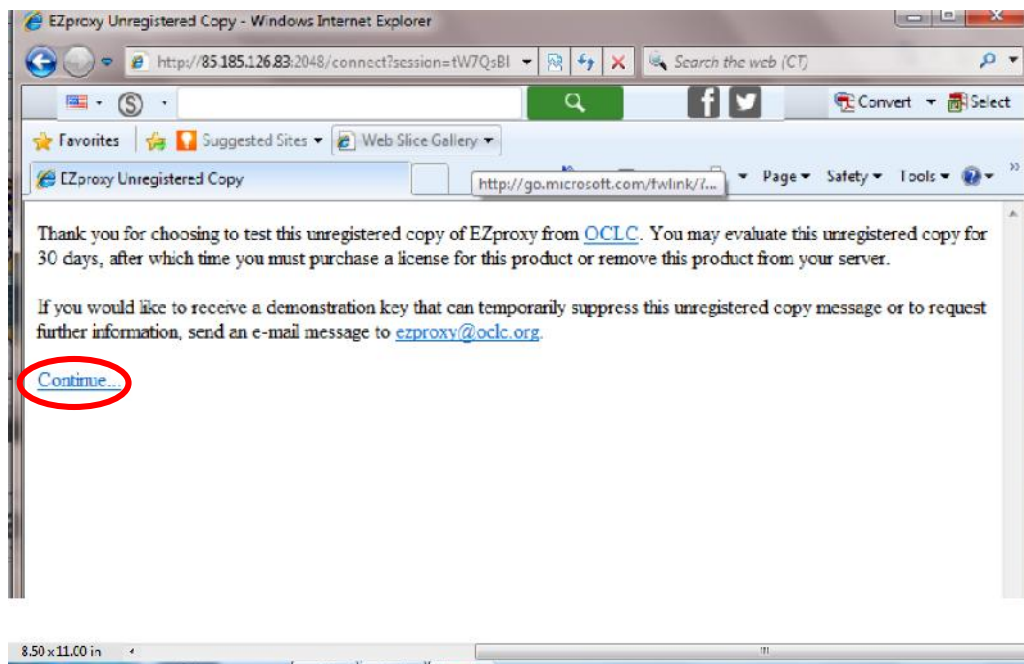 EZproxy Unregistered Copy - Windows Internet Explorer
http://85.185.126.83:2048/connect?session=tW7QsBl
Search the web (CT)
Convert Select
Favorites Suggested Sites Web Slice Gallery
EZproxy Unregistered Copy
http://go.microsoft.com/fwlink/?...
Page Safety Tools
Thank you for choosing to test this unregistered copy of EZproxy from OCLC. You may evaluate this unregistered copy for
30 days, after which time you must purchase a license for this product or remove this product from your server.
If you would like to receive a demonstration key that can temporarily suppress this unregistered copy message or to request
further information, send an e-mail message to ezproxy@oclc.org.
Continue...
8.50 x 11.00 in